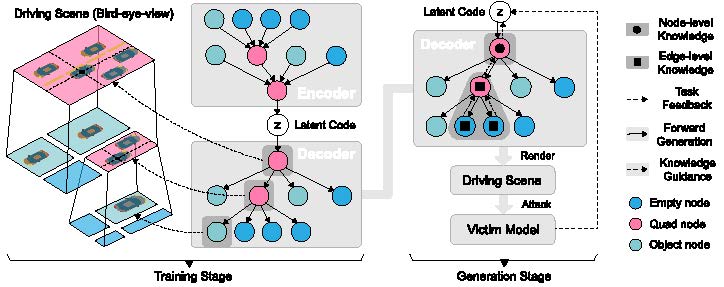 Driving Scene (Bird-eye-view)
Encoder
z
Latent Code
Decoder
Training Stage
Latent Code
z
Decoder
Render
Driving Scene
Attack
Victim Model
Generation Stage
Node-level
Knowledge
Edge-level
Knowledge
Task
Feedback
Forward
Generation
Knowledge
Guidance
Empty node
Quad node
Object node